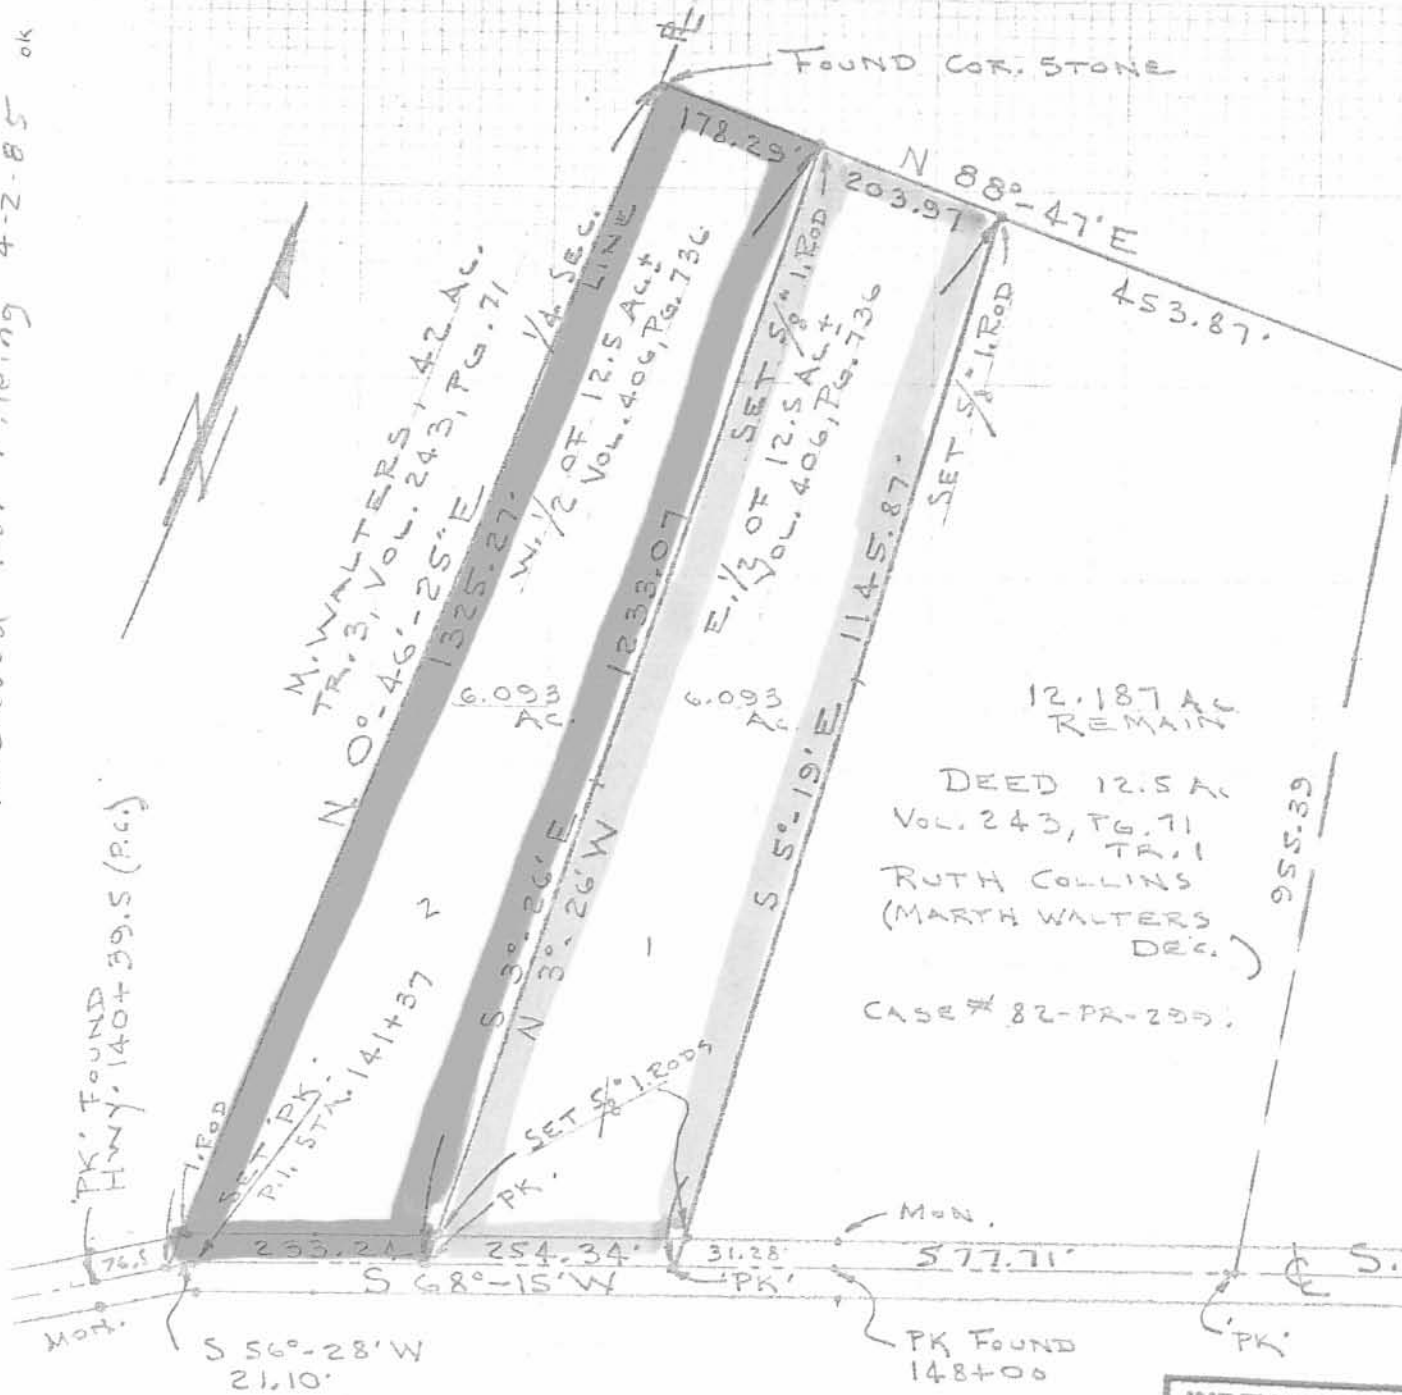 ok
4-2-85
P/L
FOUND COR. STONE
178.29'
203.97
N 88°-47'E
453.87'
SET 5/8" I.ROD
SET 5/8" I.ROD
M. WALTERS, 42 AC.
TR. 3, VOL. 243, PG. 71
N 0°-46'-25" E
1325.27'
1/4 SEC. LINE
W. 1/2 OF 12.5 AC.±
VOL. 406, PG. 736
1233.07
E. 1/2 OF 12.5 AC.±
VOL. 406, PG. 736
S 5°-19' E, 1145.87'
6.093
AC.
6.093
AC.
12.187 AC.
REMAIN
DEED 12.5 AC
VOL. 243, PG. 71
TR. 1
RUTH COLLINS
(MARTH WALTERS
DEC.)
CASE #82-PR-299.
955.39
S 3°-26' E
N 3°-26' W
2
1
'PK' FOUND
HWY. 140+39.5 (P.C.)
I.ROD
SET 'PK'.
P.I. STA. 141+37
SET 5/8" I.RODS
PK.
MON.
76.5
233.24
254.34'
31.28'
577.71'
S 68°-15'W
'PK'
℄ S.
MON.
S 56°-28'W
21.10'
PK FOUND
148+00
'PK'